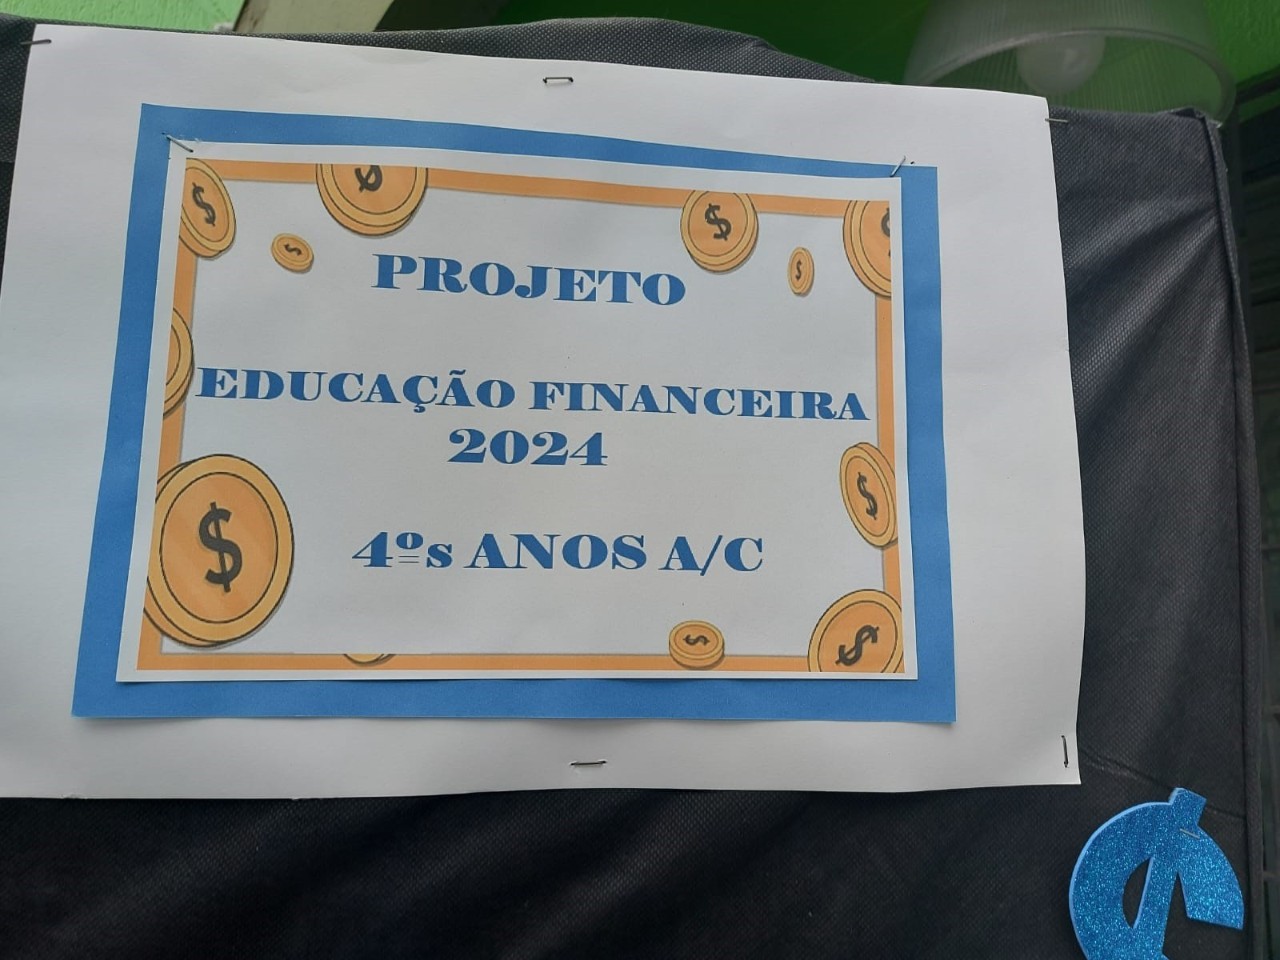 PROJETO
EDUCAÇÃO FINANCEIRA
2024
4ºs ANOS A/C